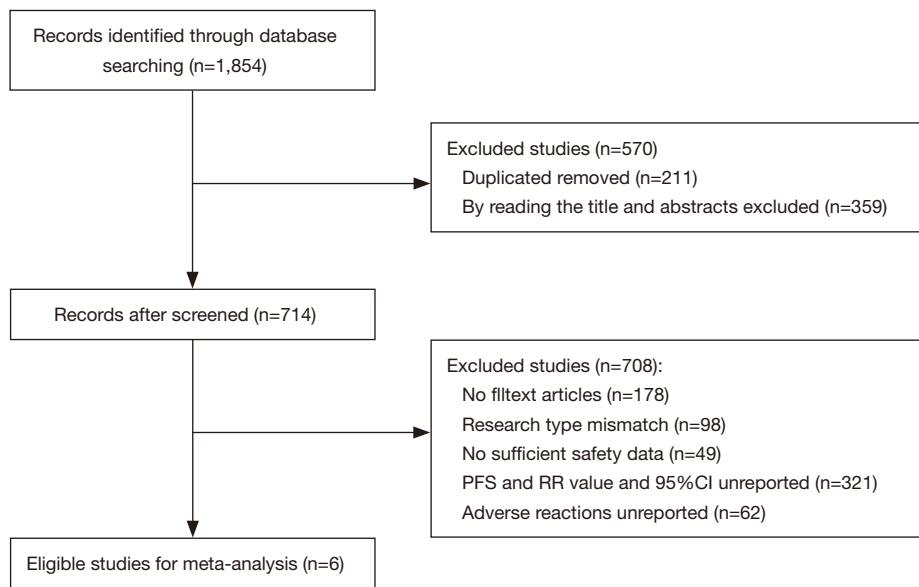 Records identified through database
searching (n=1,854)
Excluded studies (n=570)
Duplicated removed (n=211)
By reading the title and abstracts excluded (n=359)
Records after screened (n=714)
Excluded studies (n=708):
No flltext articles (n=178)
Research type mismatch (n=98)
No sufficient safety data (n=49)
PFS and RR value and 95%CI unreported (n=321)
Adverse reactions unreported (n=62)
Eligible studies for meta-analysis (n=6)